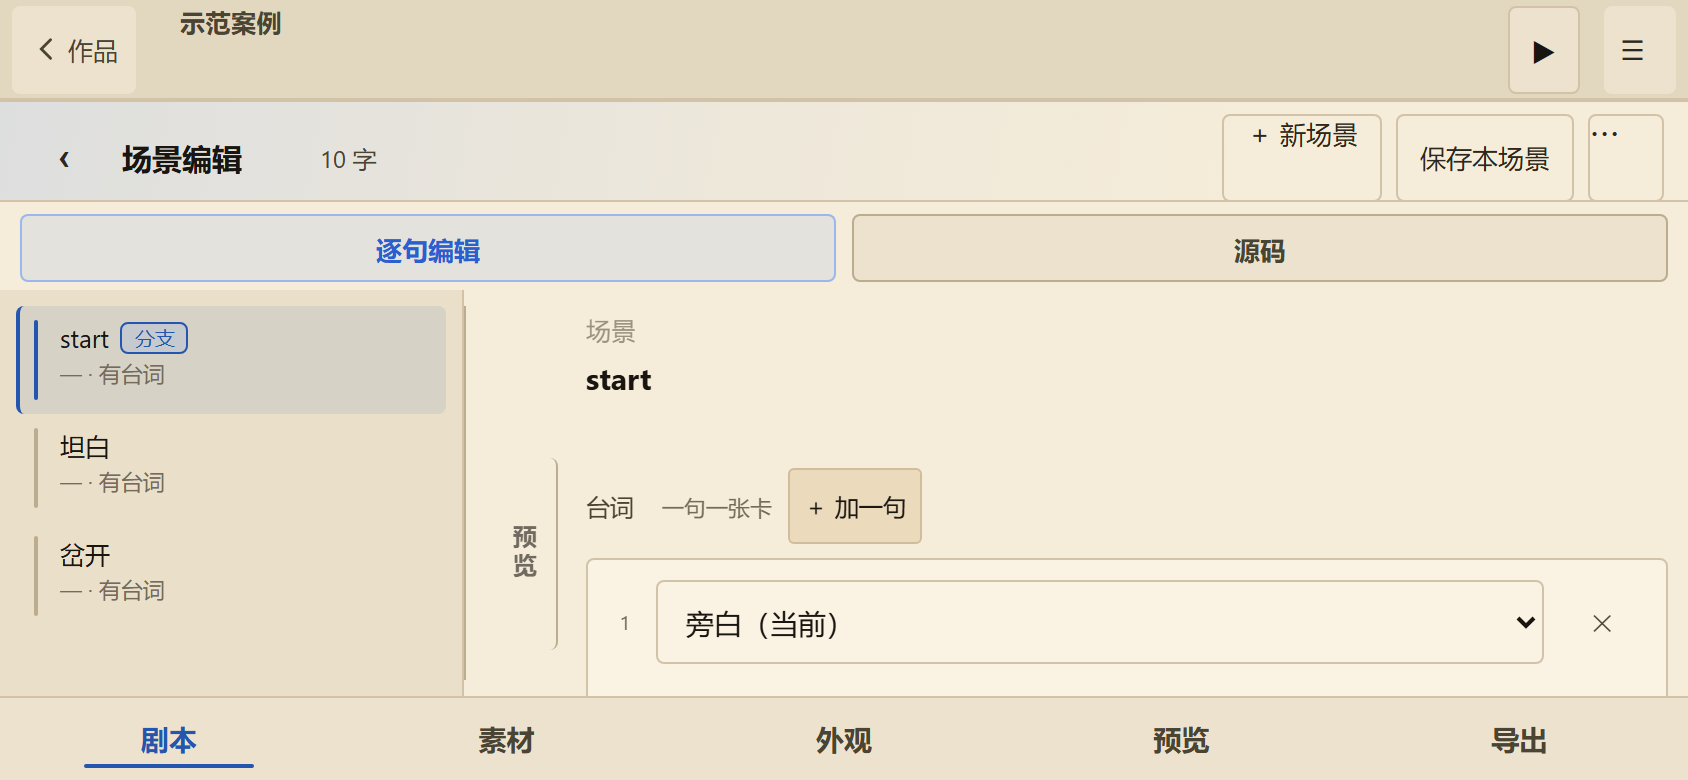 作品
示范案例
▶
☰
‹ 场景编辑 10 字
+ 新场景
保存本场景
···
逐句编辑
源码
start 分支
— · 有台词
坦白
— · 有台词
岔开
— · 有台词
预览
场景
start
台词 一句一张卡 + 加一句
1 旁白（当前） ×
剧本 素材 外观 预览 导出